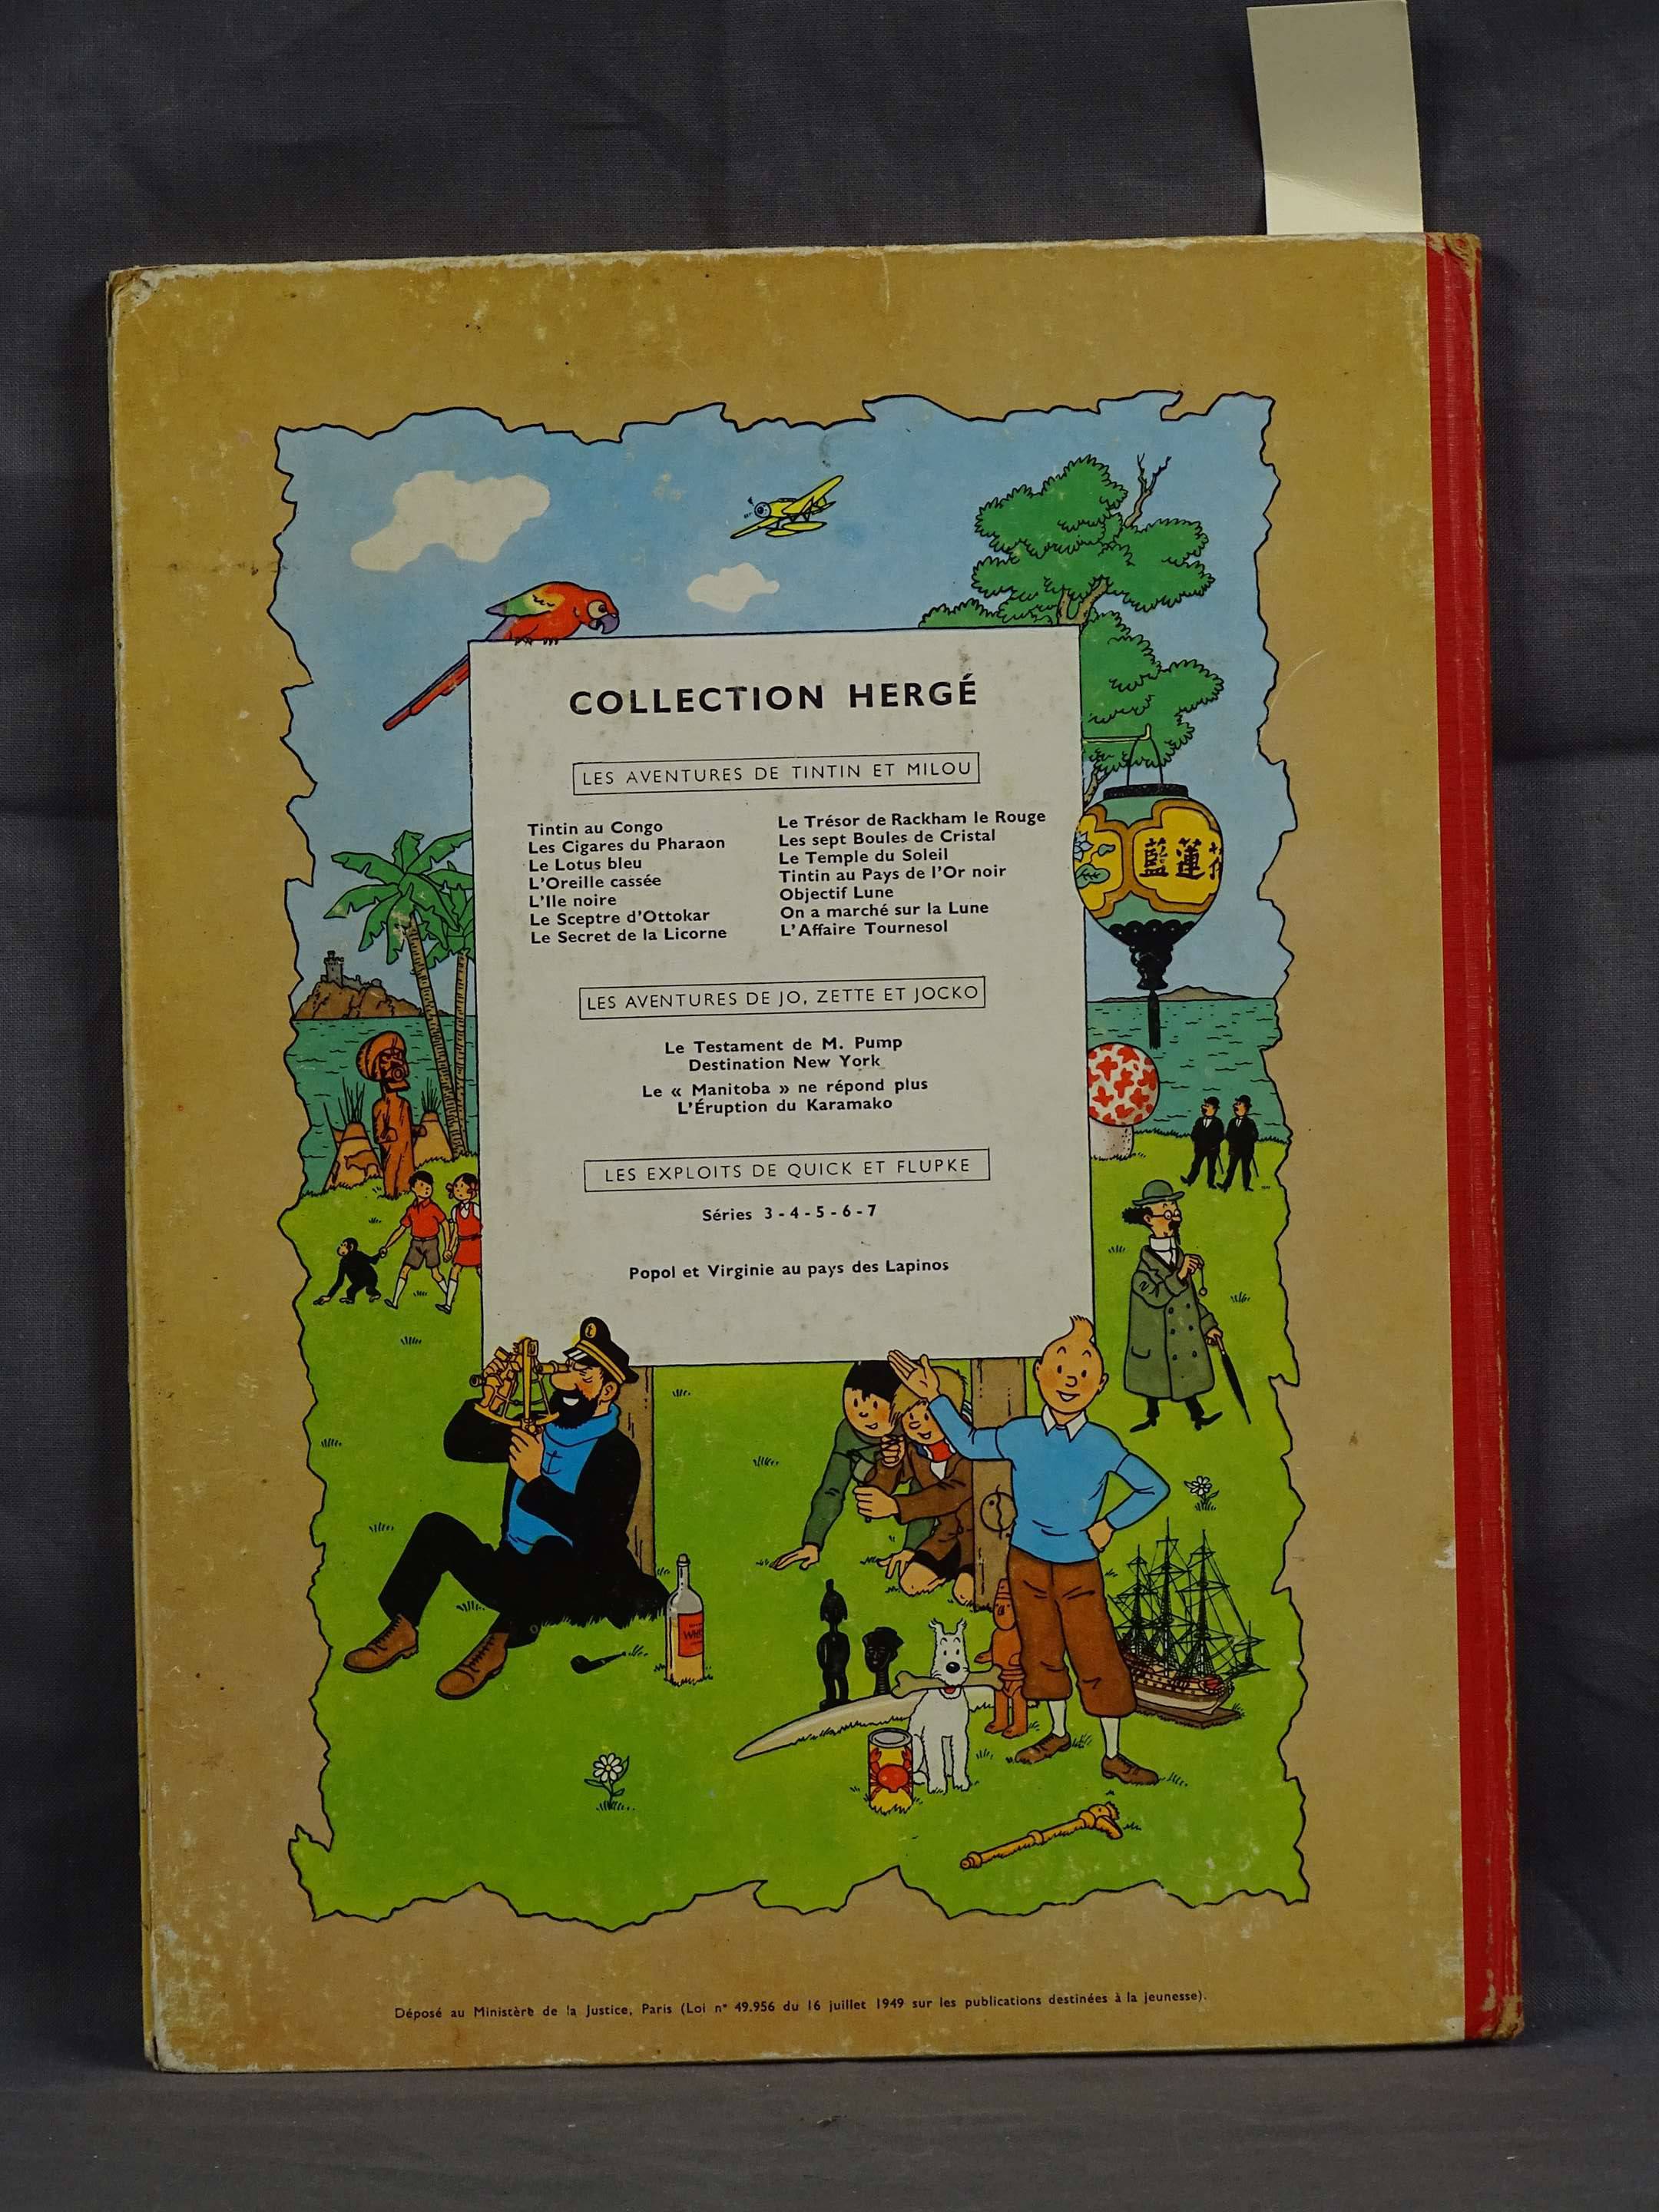 COLLECTION HERGÉ
LES AVENTURES DE TINTIN ET MILOU
Tintin au Congo
Les Cigares du Pharaon
Le Lotus bleu
L'Oreille cassée
L'Ile noire
Le Sceptre d'Ottokar
Le Secret de la Licorne
Le Trésor de Rackham le Rouge
Les sept Boules de Cristal
Le Temple du Soleil
Tintin au Pays de l'Or noir
Objectif Lune
On a marché sur la Lune
L'Affaire Tournesol
藍蓮
LES AVENTURES DE JO, ZETTE ET JOCKO
Le Testament de M. Pump
Destination New York
Le « Manitoba » ne répond plus
L'Éruption du Karamako
LES EXPLOITS DE QUICK ET FLUPKE
Séries 3 - 4 - 5 - 6 - 7
Popol et Virginie au pays des Lapinos
Déposé au Ministère de la Justice, Paris (Loi n° 49.956 du 16 juillet 1949 sur les publications destinées à la jeunesse).